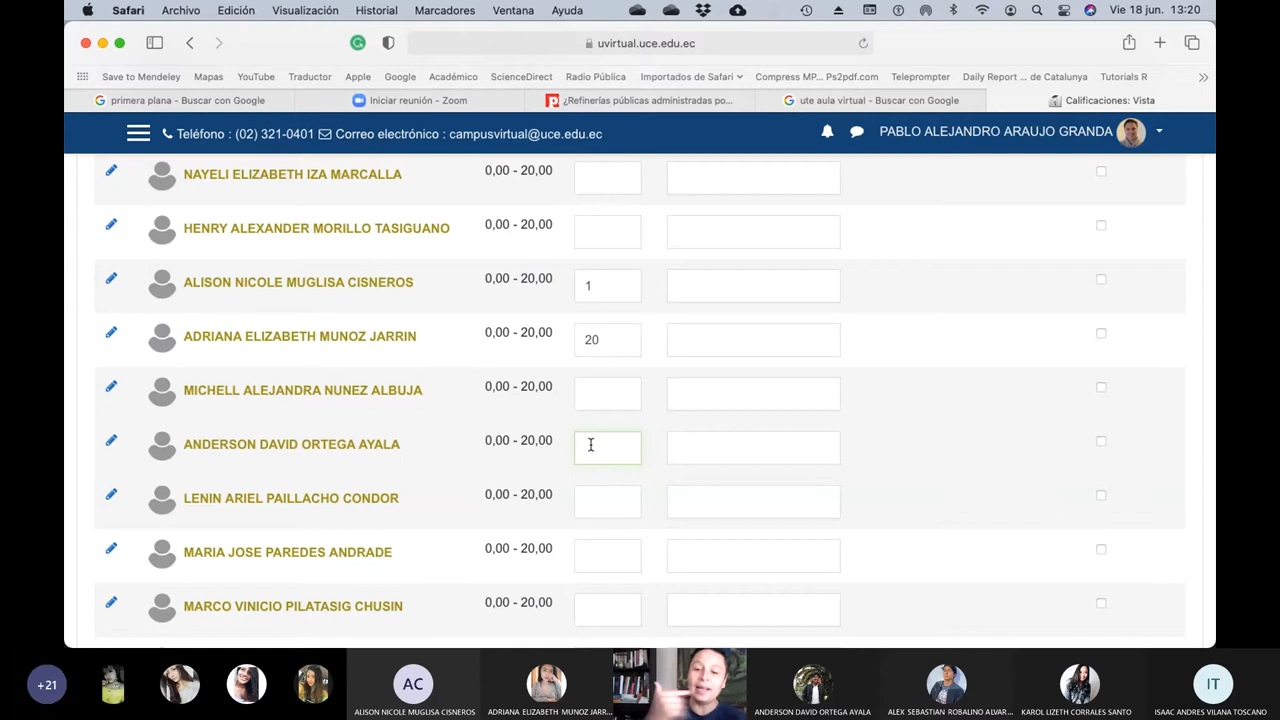 Safari Archivo Edición Visualización Historial Marcadores Ventana Ayuda Vie 18 jun. 13:20
uvirtual.uce.edu.ec
Save to Mendeley Mapas YouTube Traductor Apple Google Académico ScienceDirect Radio Pública Importados de Safari Compress MP... Ps2pdf.com Teleprompter Daily Report ... de Catalunya Tutorials R
primera plana - Buscar con Google Iniciar reunión - Zoom ¿Refinerías públicas administradas po... ute aula virtual - Buscar con Google Calificaciones: Vista
Teléfono : (02) 321-0401 Correo electrónico : campusvirtual@uce.edu.ec PABLO ALEJANDRO ARAUJO GRANDA
NAYELI ELIZABETH IZA MARCALLA 0,00 - 20,00
HENRY ALEXANDER MORILLO TASIGUANO 0,00 - 20,00
ALISON NICOLE MUGLISA CISNEROS 0,00 - 20,00 1
ADRIANA ELIZABETH MUNOZ JARRIN 0,00 - 20,00 20
MICHELL ALEJANDRA NUNEZ ALBUJA 0,00 - 20,00
ANDERSON DAVID ORTEGA AYALA 0,00 - 20,00
LENIN ARIEL PAILLACHO CONDOR 0,00 - 20,00
MARIA JOSE PAREDES ANDRADE 0,00 - 20,00
MARCO VINICIO PILATASIG CHUSIN 0,00 - 20,00
+21 AC IT
ALISON NICOLE MUGLISA CISNEROS ADRIANA ELIZABETH MUNOZ JARR... ANDERSON DAVID ORTEGA AYALA ALEX SEBASTIAN ROBALINO ALVAR... KAROL LIZETH CORRALES SANTO ISAAC ANDRES VILANA TOSCANO